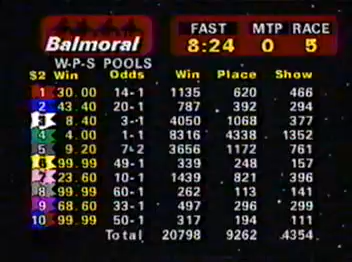 FAST MTP RACE
Balmoral 8:24 0 5
W-P-S POOLS
$2 Win Odds Win Place Show
1 30.00 14-1 1135 620 466
2 43.40 20-1 787 392 294
3 8.40 3-1 4050 1068 377
4 4.00 1-1 8316 4338 1352
5 9.20 7-2 3656 1172 761
6 99.99 49-1 339 248 157
7 23.60 10-1 1439 821 396
8 99.99 60-1 262 113 141
9 68.60 33-1 497 296 299
10 99.99 50-1 317 194 111
Total 20798 9262 4354